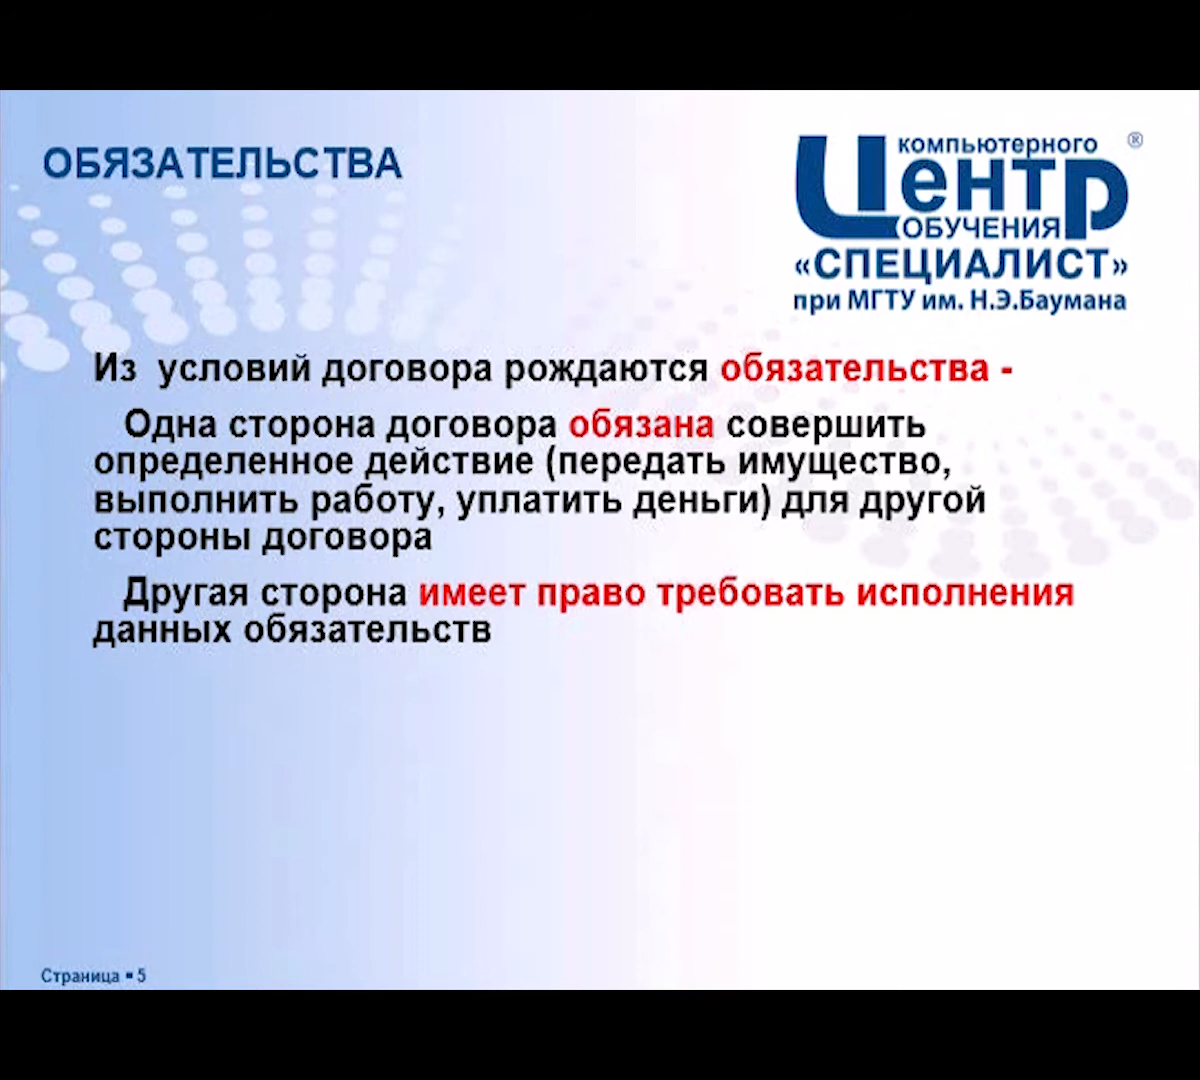 ОБЯЗАТЕЛЬСТВА
компьютерного ®
Центр
ОБУЧЕНИЯ
«СПЕЦИАЛИСТ»
при МГТУ им. Н.Э.Баумана
Из условий договора рождаются обязательства -
Одна сторона договора обязана совершить
определенное действие (передать имущество,
выполнить работу, уплатить деньги) для другой
стороны договора
Другая сторона имеет право требовать исполнения
данных обязательств
Страница ▪ 5